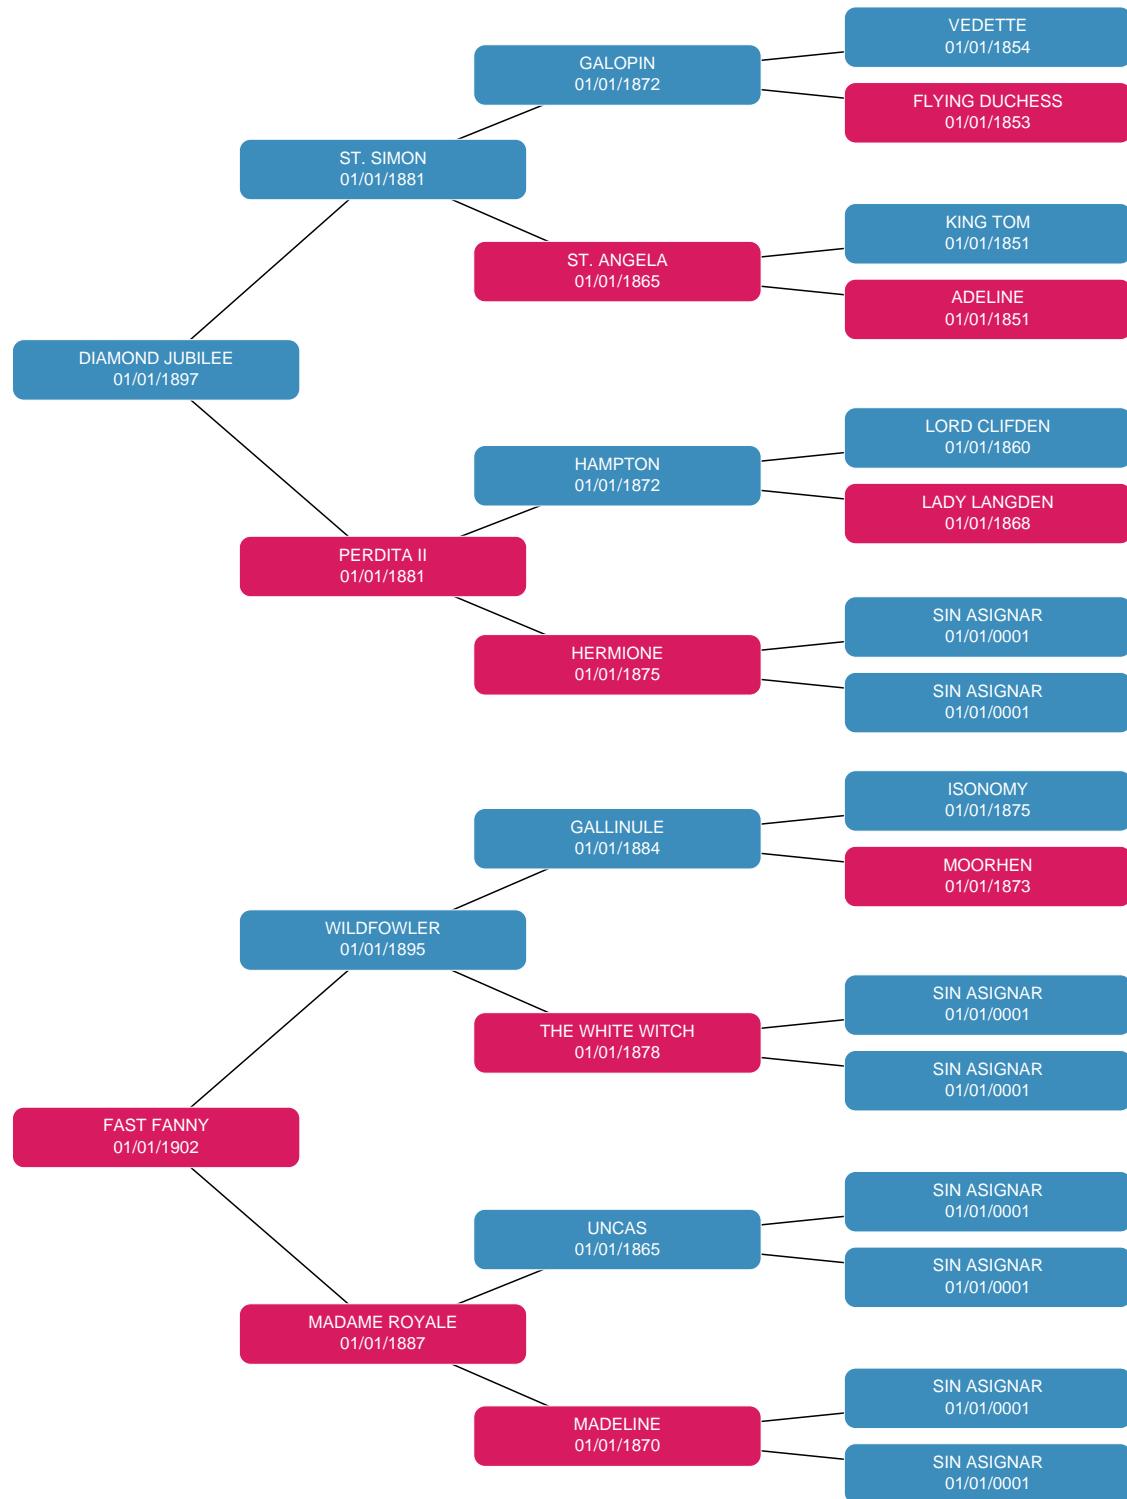 VEDETTE
01/01/1854
GALOPIN
01/01/1872
FLYING DUCHESS
01/01/1853
ST. SIMON
01/01/1881
KING TOM
01/01/1851
ST. ANGELA
01/01/1865
ADELINE
01/01/1851
DIAMOND JUBILEE
01/01/1897
LORD CLIFDEN
01/01/1860
HAMPTON
01/01/1872
LADY LANGDEN
01/01/1868
PERDITA II
01/01/1881
SIN ASIGNAR
01/01/0001
HERMIONE
01/01/1875
SIN ASIGNAR
01/01/0001
ISONOMY
01/01/1875
GALLINULE
01/01/1884
MOORHEN
01/01/1873
WILDFOWLER
01/01/1895
SIN ASIGNAR
01/01/0001
THE WHITE WITCH
01/01/1878
SIN ASIGNAR
01/01/0001
FAST FANNY
01/01/1902
SIN ASIGNAR
01/01/0001
UNCAS
01/01/1865
SIN ASIGNAR
01/01/0001
MADAME ROYALE
01/01/1887
SIN ASIGNAR
01/01/0001
MADELINE
01/01/1870
SIN ASIGNAR
01/01/0001